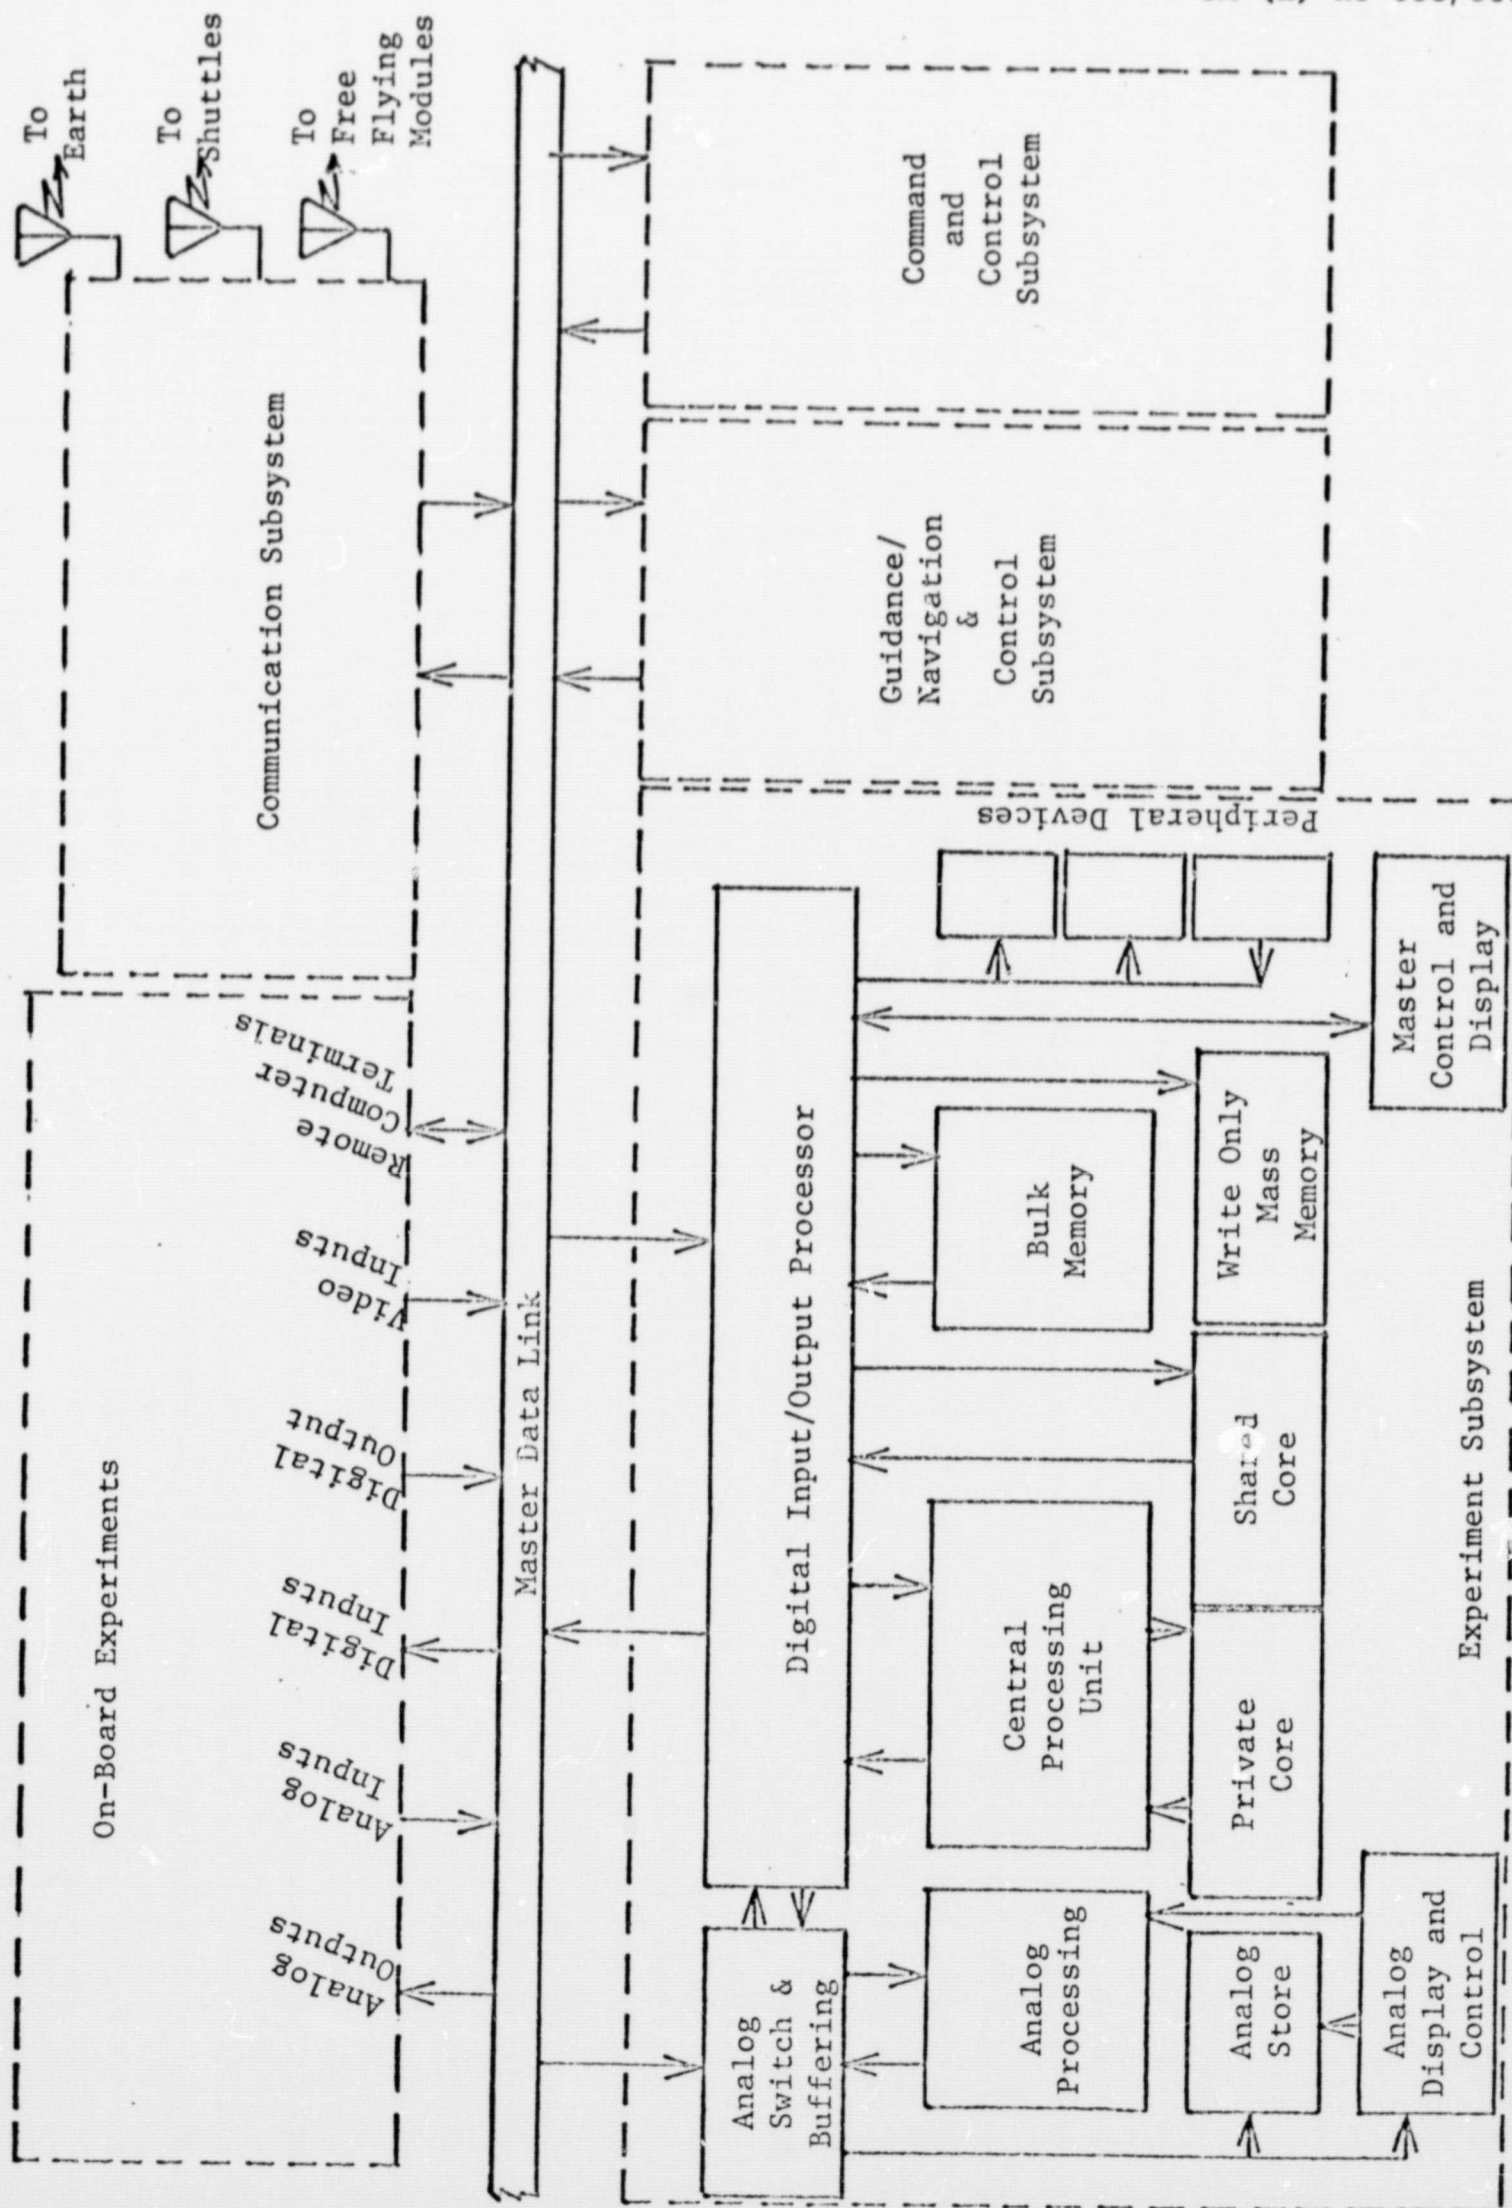 To
Earth
To
Shuttles
To
Free
Flying
Modules
On-Board Experiments
Communication Subsystem
Analog
Outputs
Analog
Inputs
Digital
Inputs
Digital
Output
Video
Inputs
Remote
Computer
Terminals
Master Data Link
Analog
Switch &
Buffering
Digital Input/Output Processor
Guidance/
Navigation
&
Control
Subsystem
Command
and
Control
Subsystem
Analog
Processing
Central
Processing
Unit
Bulk
Memory
Peripheral Devices
Analog
Store
Private
Core
Shared
Core
Write Only
Mass
Memory
Analog
Display and
Control
Master
Control and
Display
Experiment Subsystem